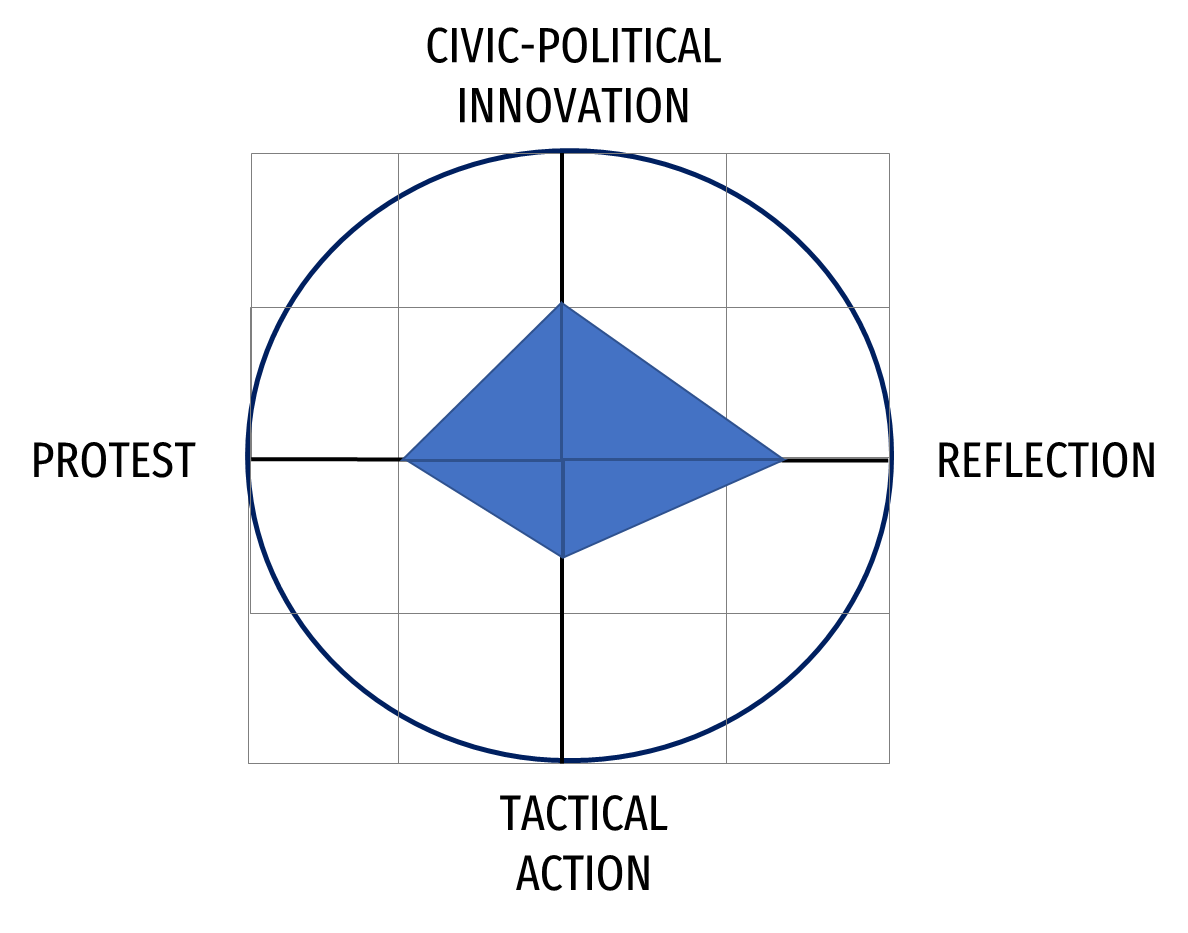 CIVIC-POLITICAL
INNOVATION
PROTEST
REFLECTION
TACTICAL
ACTION